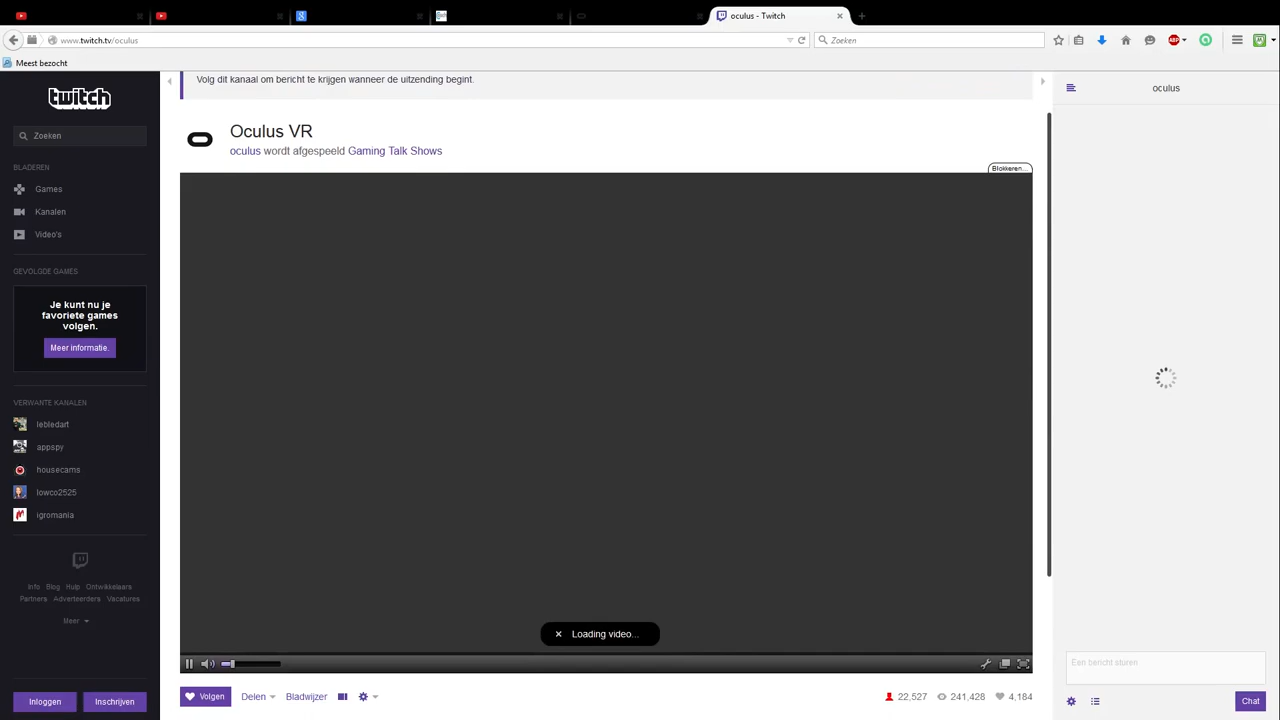 oculus - Twitch
www.twitch.tv/oculus
Zoeken
ABP
Meest bezocht
twitch
Zoeken
BLADEREN
Games
Kanalen
Video's
GEVOLGDE GAMES
Je kunt nu je
favoriete games
volgen.
Meer informatie.
VERWANTE KANALEN
lebledart
appspy
housecams
lowco2525
igromania
Info Blog Hulp Ontwikkelaars
Partners Adverteerders Vacatures
Meer
Inloggen Inschrijven
Volg dit kanaal om bericht te krijgen wanneer de uitzending begint.
Oculus VR
oculus wordt afgespeeld Gaming Talk Shows
Blokkeren...
Loading video...
Volgen Delen Bladwijzer 22,527 241,428 4,184
oculus
Een bericht sturen
Chat